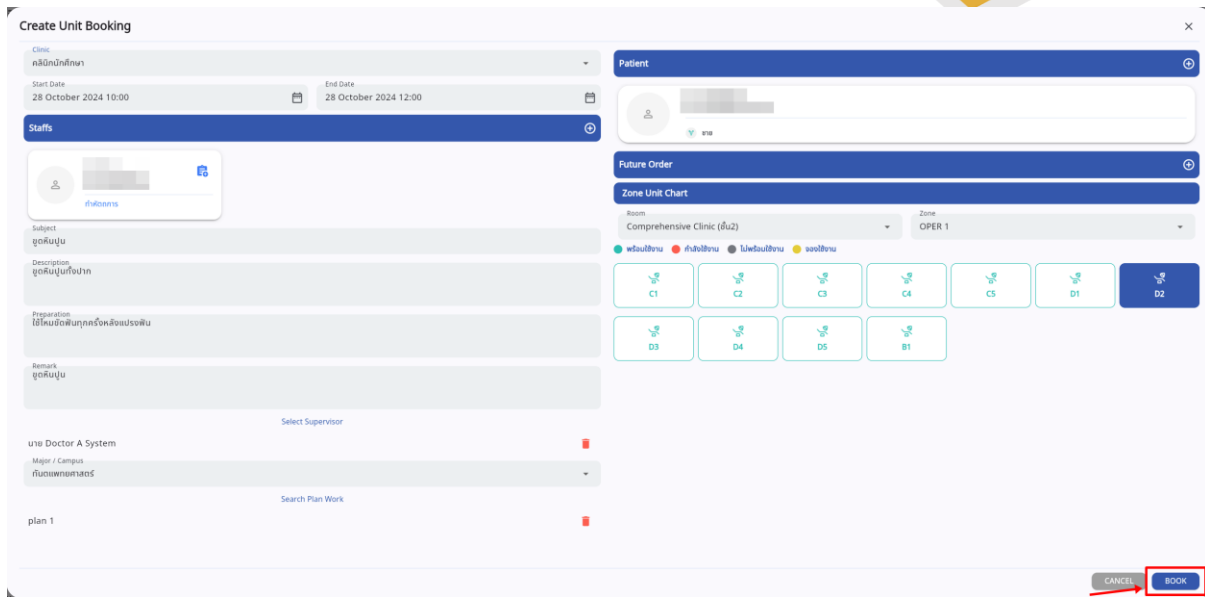 Create Unit Booking
Clinic
คลินิกนักศึกษา
Start Date
28 October 2024 10:00
End Date
28 October 2024 12:00
Staffs
ทำหัตถการ
Subject
ขูดหินปูน
Description
ขูดหินปูนทั้งปาก
Preparation
ใช้ไหมขัดฟันทุกครั้งหลังแปรงฟัน
Remark
ขูดหินปูน
Select Supervisor
นาย Doctor A System
Major / Campus
ทันตแพทยศาสตร์
Search Plan Work
plan 1
Patient
ชาย
Future Order
Zone Unit Chart
Room
Comprehensive Clinic (ชั้น2)
Zone
OPER 1
พร้อมใช้งาน กำลังใช้งาน ไม่พร้อมใช้งาน จองใช้งาน
C1 C2 C3 C4 C5 D1 D2
D3 D4 D5 B1
CANCEL BOOK